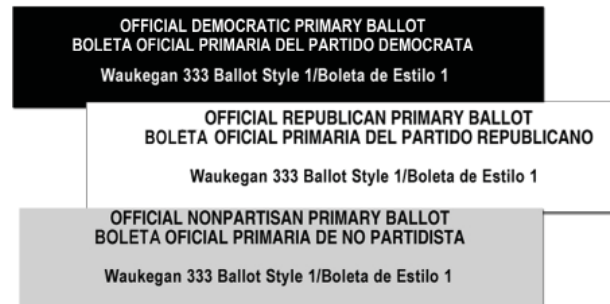 OFFICIAL DEMOCRATIC PRIMARY BALLOT
BOLETA OFICIAL PRIMARIA DEL PARTIDO DEMOCRATA
Waukegan 333 Ballot Style 1/Boleta de Estilo 1
OFFICIAL REPUBLICAN PRIMARY BALLOT
BOLETA OFICIAL PRIMARIA DEL PARTIDO REPUBLICANO
Waukegan 333 Ballot Style 1/Boleta de Estilo 1
OFFICIAL NONPARTISAN PRIMARY BALLOT
BOLETA OFICIAL PRIMARIA DE NO PARTIDISTA
Waukegan 333 Ballot Style 1/Boleta de Estilo 1